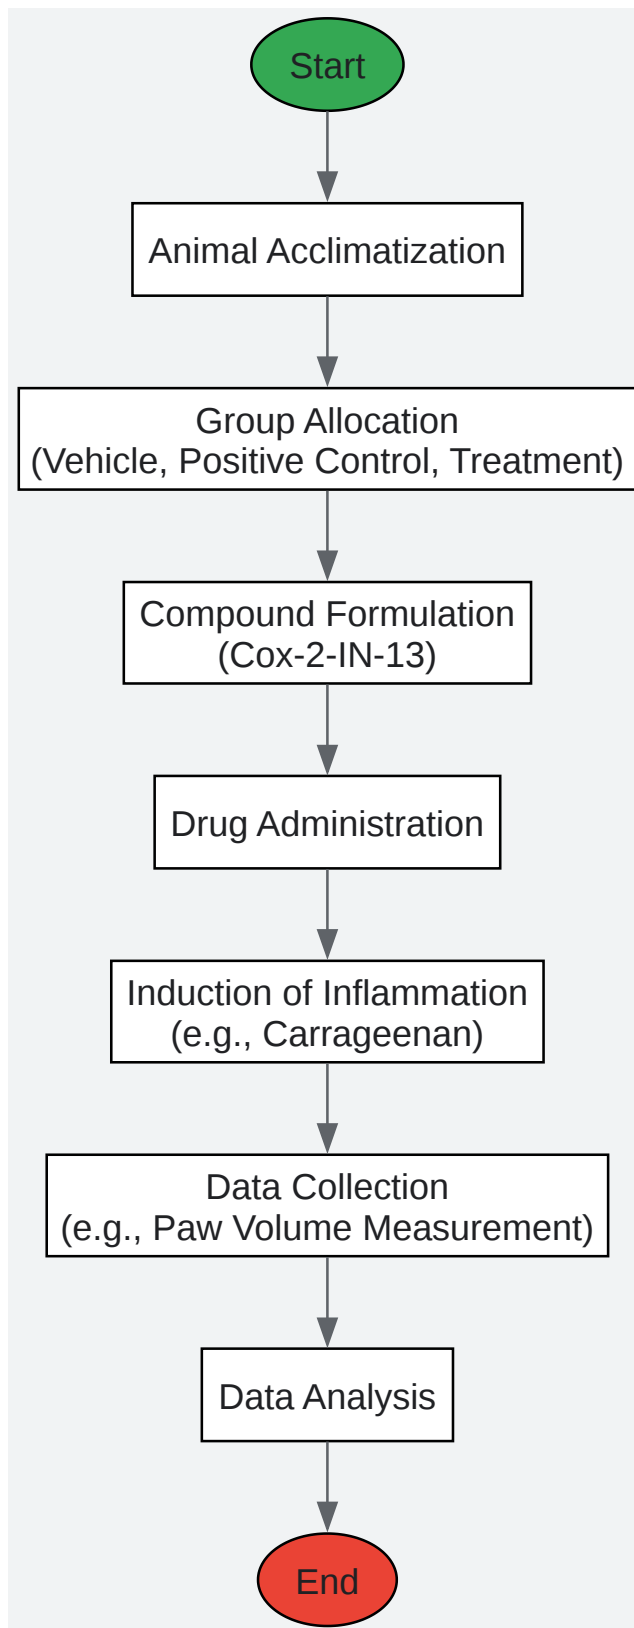 Start
Animal Acclimatization
Group Allocation
(Vehicle, Positive Control, Treatment)
Compound Formulation
(Cox-2-IN-13)
Drug Administration
Induction of Inflammation
(e.g., Carrageenan)
Data Collection
(e.g., Paw Volume Measurement)
Data Analysis
End